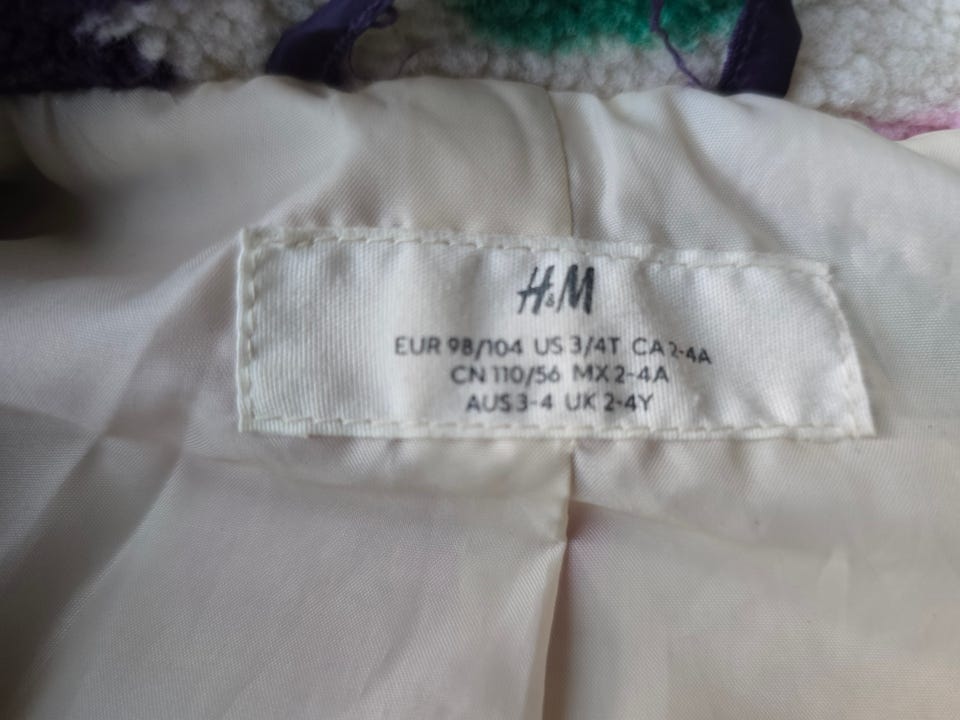 H&M
EUR 98/104 US 3/4T CA 2-4A
CN 110/56 MX 2-4A
AUS 3-4 UK 2-4Y